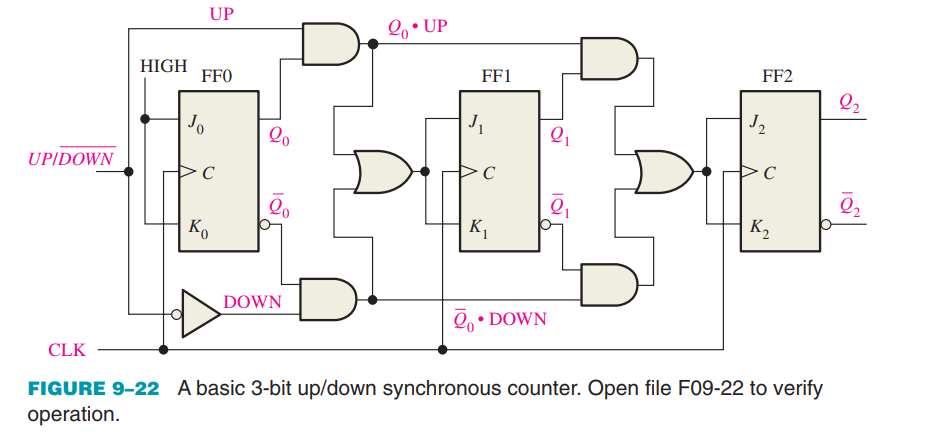 UP
Q₀ • UP
HIGH
FF0
FF1
FF2
J₀
Q₀
J₁
Q₁
J₂
Q₂
UP/D̅O̅W̅N̅
C
C
C
Q̅₀
Q̅₁
Q̅₂
K₀
K₁
K₂
DOWN
Q̅₀ • DOWN
CLK
FIGURE 9–22 A basic 3-bit up/down synchronous counter. Open file F09-22 to verify
operation.